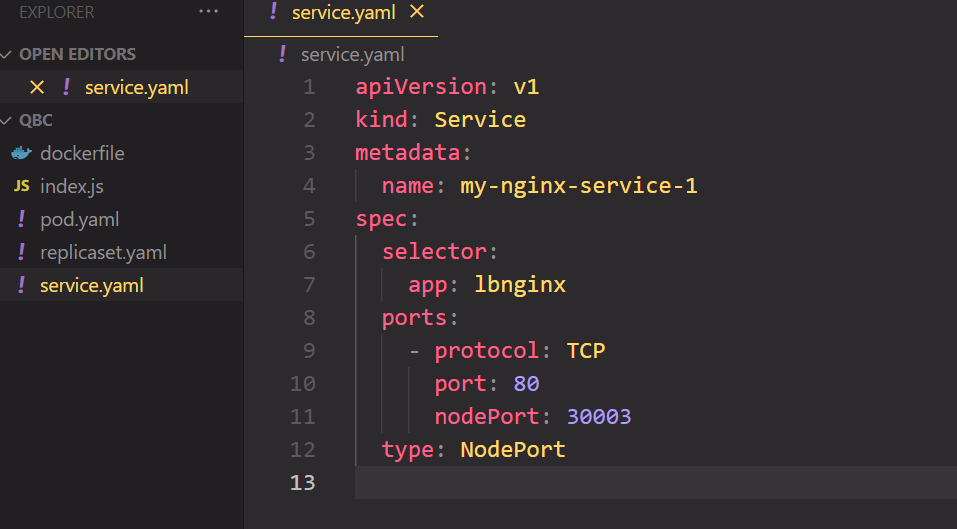 EXPLORER ···
OPEN EDITORS
× ! service.yaml
QBC
dockerfile
JS index.js
! pod.yaml
! replicaset.yaml
! service.yaml
! service.yaml ×
! service.yaml
1 apiVersion: v1
2 kind: Service
3 metadata:
4   name: my-nginx-service-1
5 spec:
6   selector:
7     app: lbnginx
8   ports:
9     - protocol: TCP
10       port: 80
11       nodePort: 30003
12   type: NodePort
13